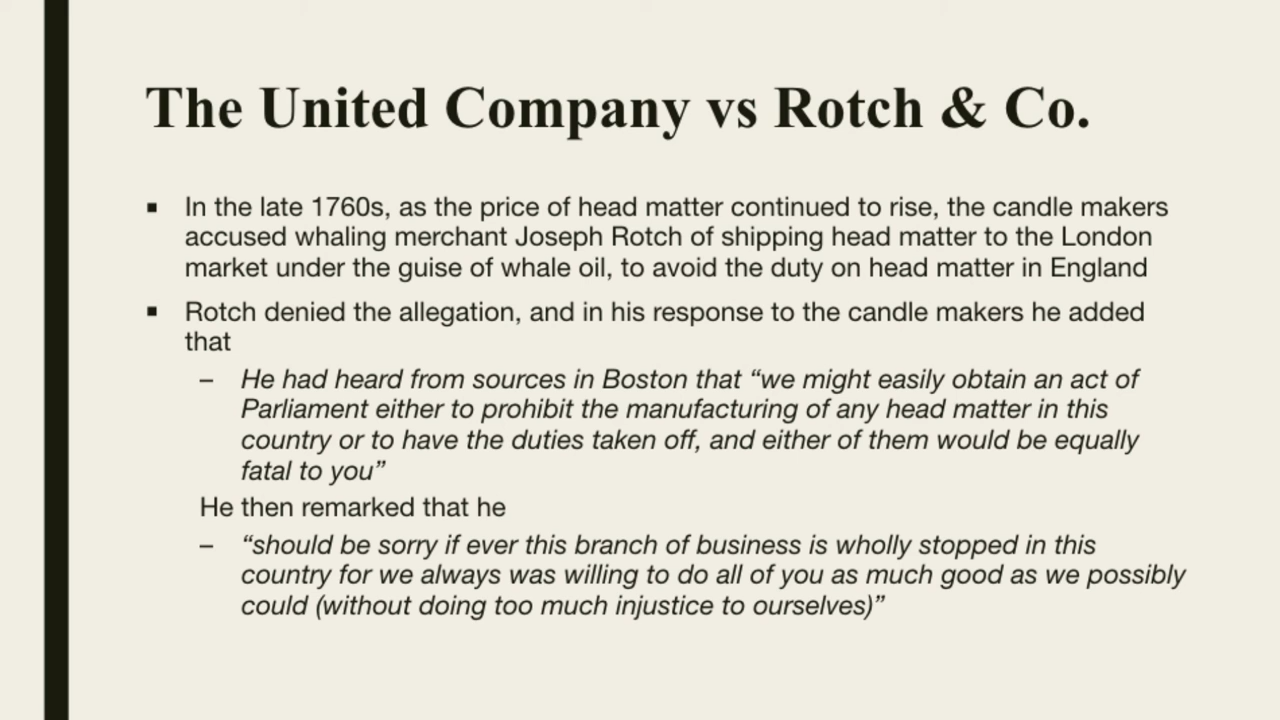 The United Company vs Rotch & Co.
▪ In the late 1760s, as the price of head matter continued to rise, the candle makers
accused whaling merchant Joseph Rotch of shipping head matter to the London
market under the guise of whale oil, to avoid the duty on head matter in England
▪ Rotch denied the allegation, and in his response to the candle makers he added
that
– He had heard from sources in Boston that “we might easily obtain an act of
Parliament either to prohibit the manufacturing of any head matter in this
country or to have the duties taken off, and either of them would be equally
fatal to you”
He then remarked that he
– “should be sorry if ever this branch of business is wholly stopped in this
country for we always was willing to do all of you as much good as we possibly
could (without doing too much injustice to ourselves)”